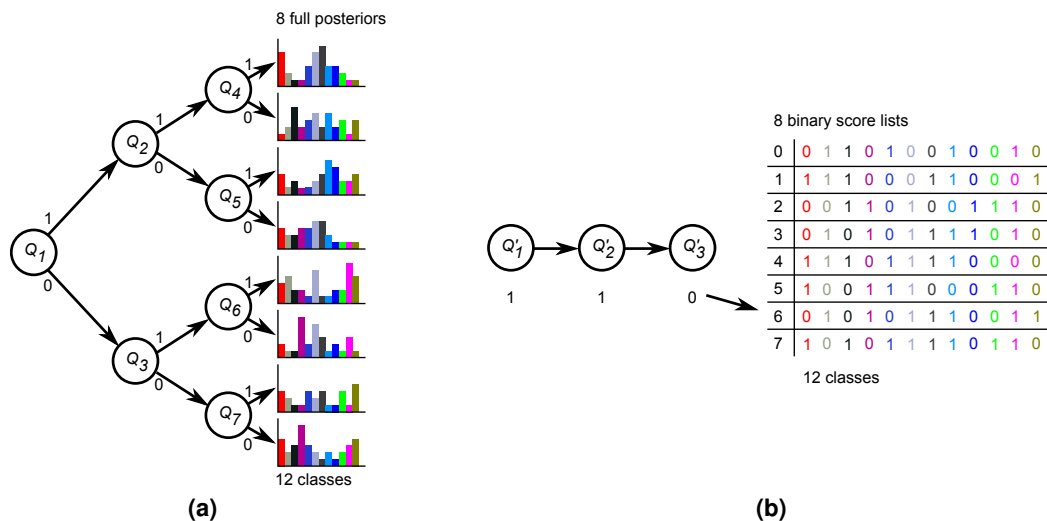 8 full posteriors
Q1
Q2
Q3
Q4
Q5
Q6
Q7
1
0
1
0
1
0
1
0
1
0
1
0
1
0
12 classes
(a)
8 binary score lists
0 0 1 1 0 1 0 0 1 0 0 1 0
1 1 1 1 0 0 0 1 1 0 0 0 1
2 0 0 1 1 0 1 0 0 1 1 1 0
3 0 1 0 1 0 1 1 1 1 0 1 0
4 1 1 1 0 1 1 1 1 0 0 0 0
5 1 0 0 1 1 0 1 0 0 1 1 0
6 0 1 0 1 0 1 1 1 0 0 1 1
7 1 0 1 0 1 1 1 1 0 1 1 0
12 classes
Q'1 Q'2 Q'3
1 1 0
(b)